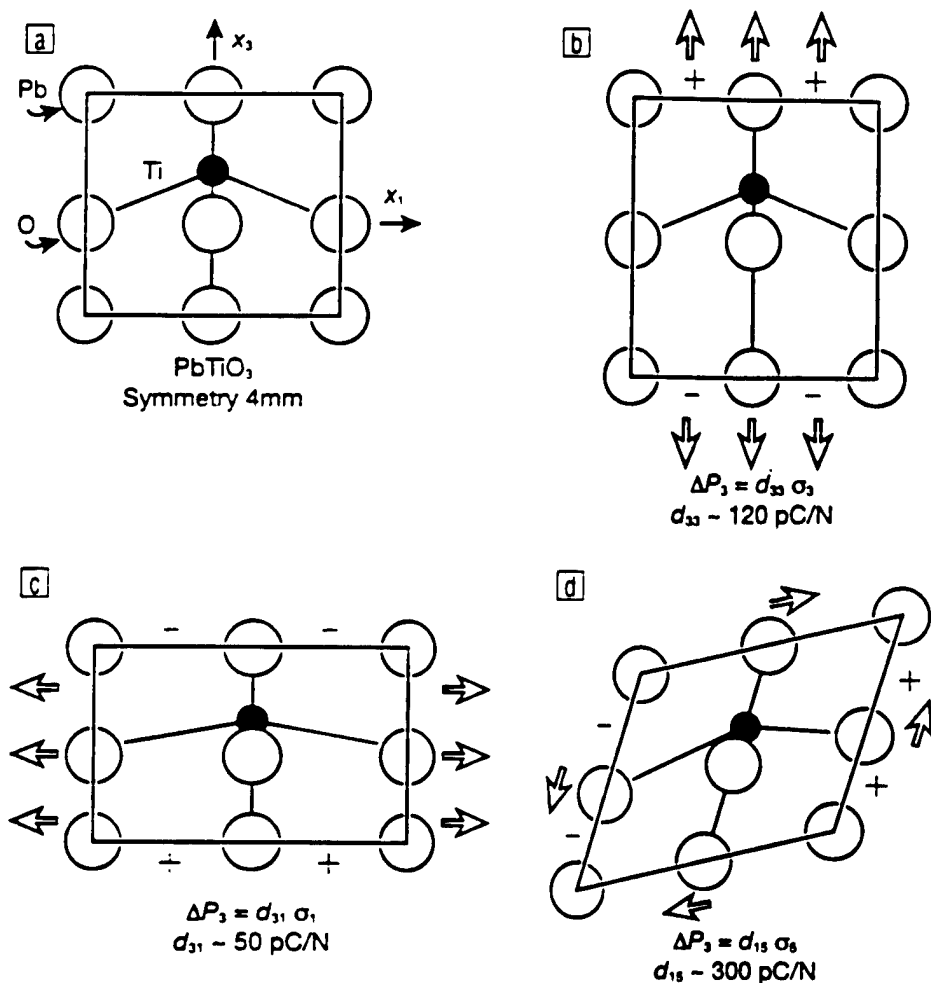 a
x₃
Pb
Ti
O
x₁
PbTiO₃
Symmetry 4mm
b
+ +
- -
ΔP₃ = d₃₃ σ₃
d₃₃ ~ 120 pC/N
c
- -
+ +
ΔP₃ = d₃₁ σ₁
d₃₁ ~ 50 pC/N
d
- +
- +
ΔP₃ = d₁₅ σ₅
d₁₅ ~ 300 pC/N